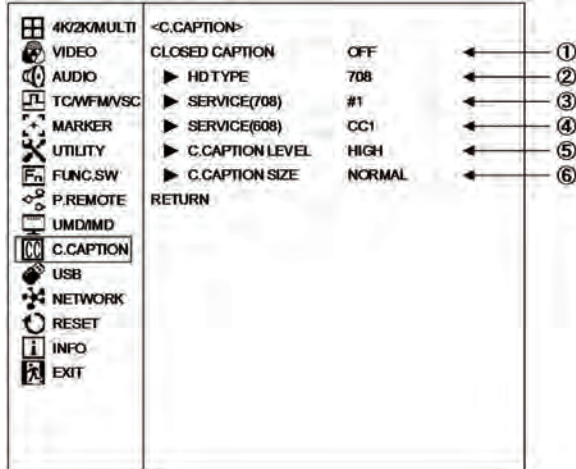 4K/2K/MULTI
VIDEO
AUDIO
TC/WFM/VSC
MARKER
UTILITY
FUNC.SW
P.REMOTE
UMD/IMD
CC C.CAPTION
USB
NETWORK
RESET
i INFO
EXIT
<C.CAPTION>
CLOSED CAPTION OFF ①
▶ HD TYPE 708 ②
▶ SERVICE(708) #1 ③
▶ SERVICE(608) CC1 ④
▶ C.CAPTION LEVEL HIGH ⑤
▶ C.CAPTION SIZE NORMAL ⑥
RETURN